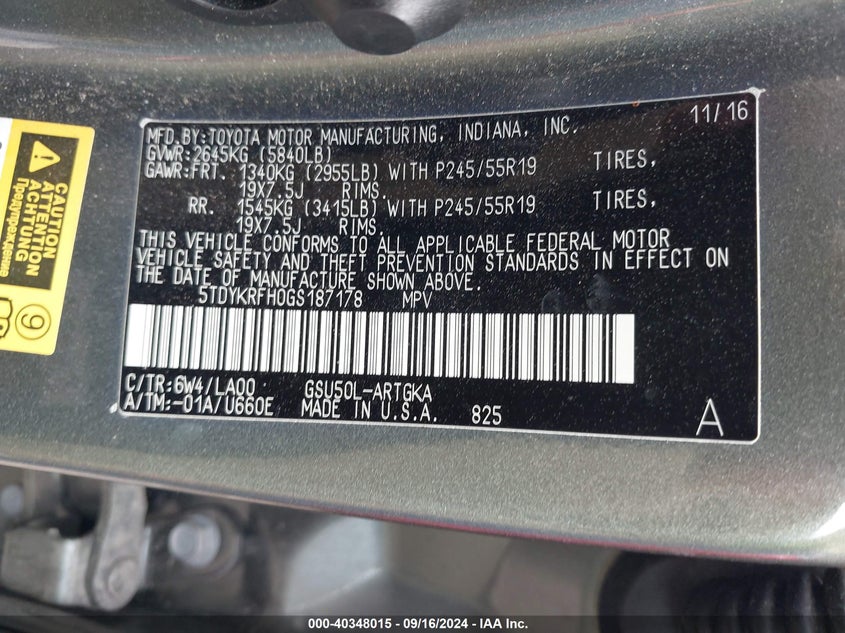 11/16
MFD.BY:TOYOTA MOTOR MANUFACTURING, INDIANA, INC.
GVWR:2645KG (5840LB)
GAWR:FRT. 1340KG (2955LB) WITH P245/55R19 TIRES,
19X7.5J RIMS.
RR. 1545KG (3415LB) WITH P245/55R19 TIRES,
19X7.5J RIMS.
THIS VEHICLE CONFORMS TO ALL APPLICABLE FEDERAL MOTOR
VEHICLE SAFETY AND THEFT PREVENTION STANDARDS IN EFFECT ON
THE DATE OF MANUFACTURE SHOWN ABOVE.
5TDYKRFH0GS187178 MPV
C/TR:6W4/LA00 GSU50L-ARTGKA
A/TM:-01A/U660E MADE IN U.S.A. 825
A
CAUTION
ATTENTION
ACHTUNG
Предупреждение
9
000-40348015 - 09/16/2024 - IAA Inc.